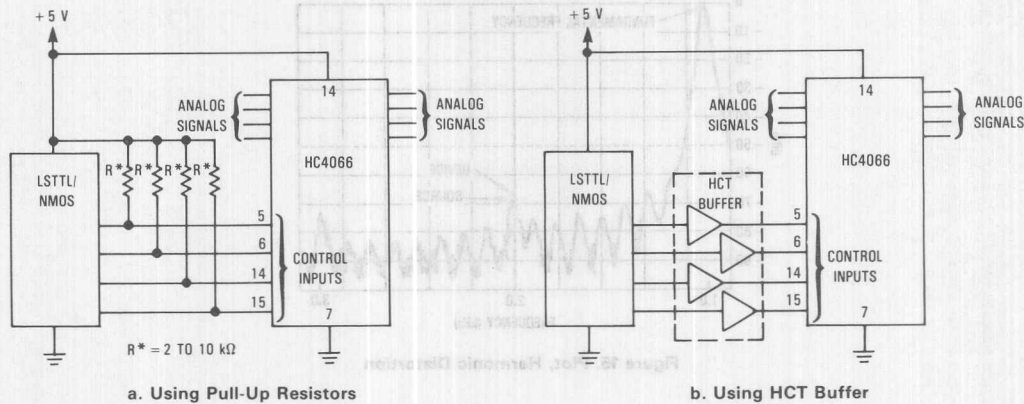 +5 V
14
ANALOG SIGNALS
ANALOG SIGNALS
HC4066
LSTTL/
NMOS
R* R* R* R*
5
6
14
15
CONTROL
INPUTS
7
R* = 2 TO 10 kΩ
a. Using Pull-Up Resistors
+5 V
14
ANALOG SIGNALS
ANALOG SIGNALS
HC4066
LSTTL/
NMOS
HCT
BUFFER
5
6
14
15
CONTROL
INPUTS
7
b. Using HCT Buffer